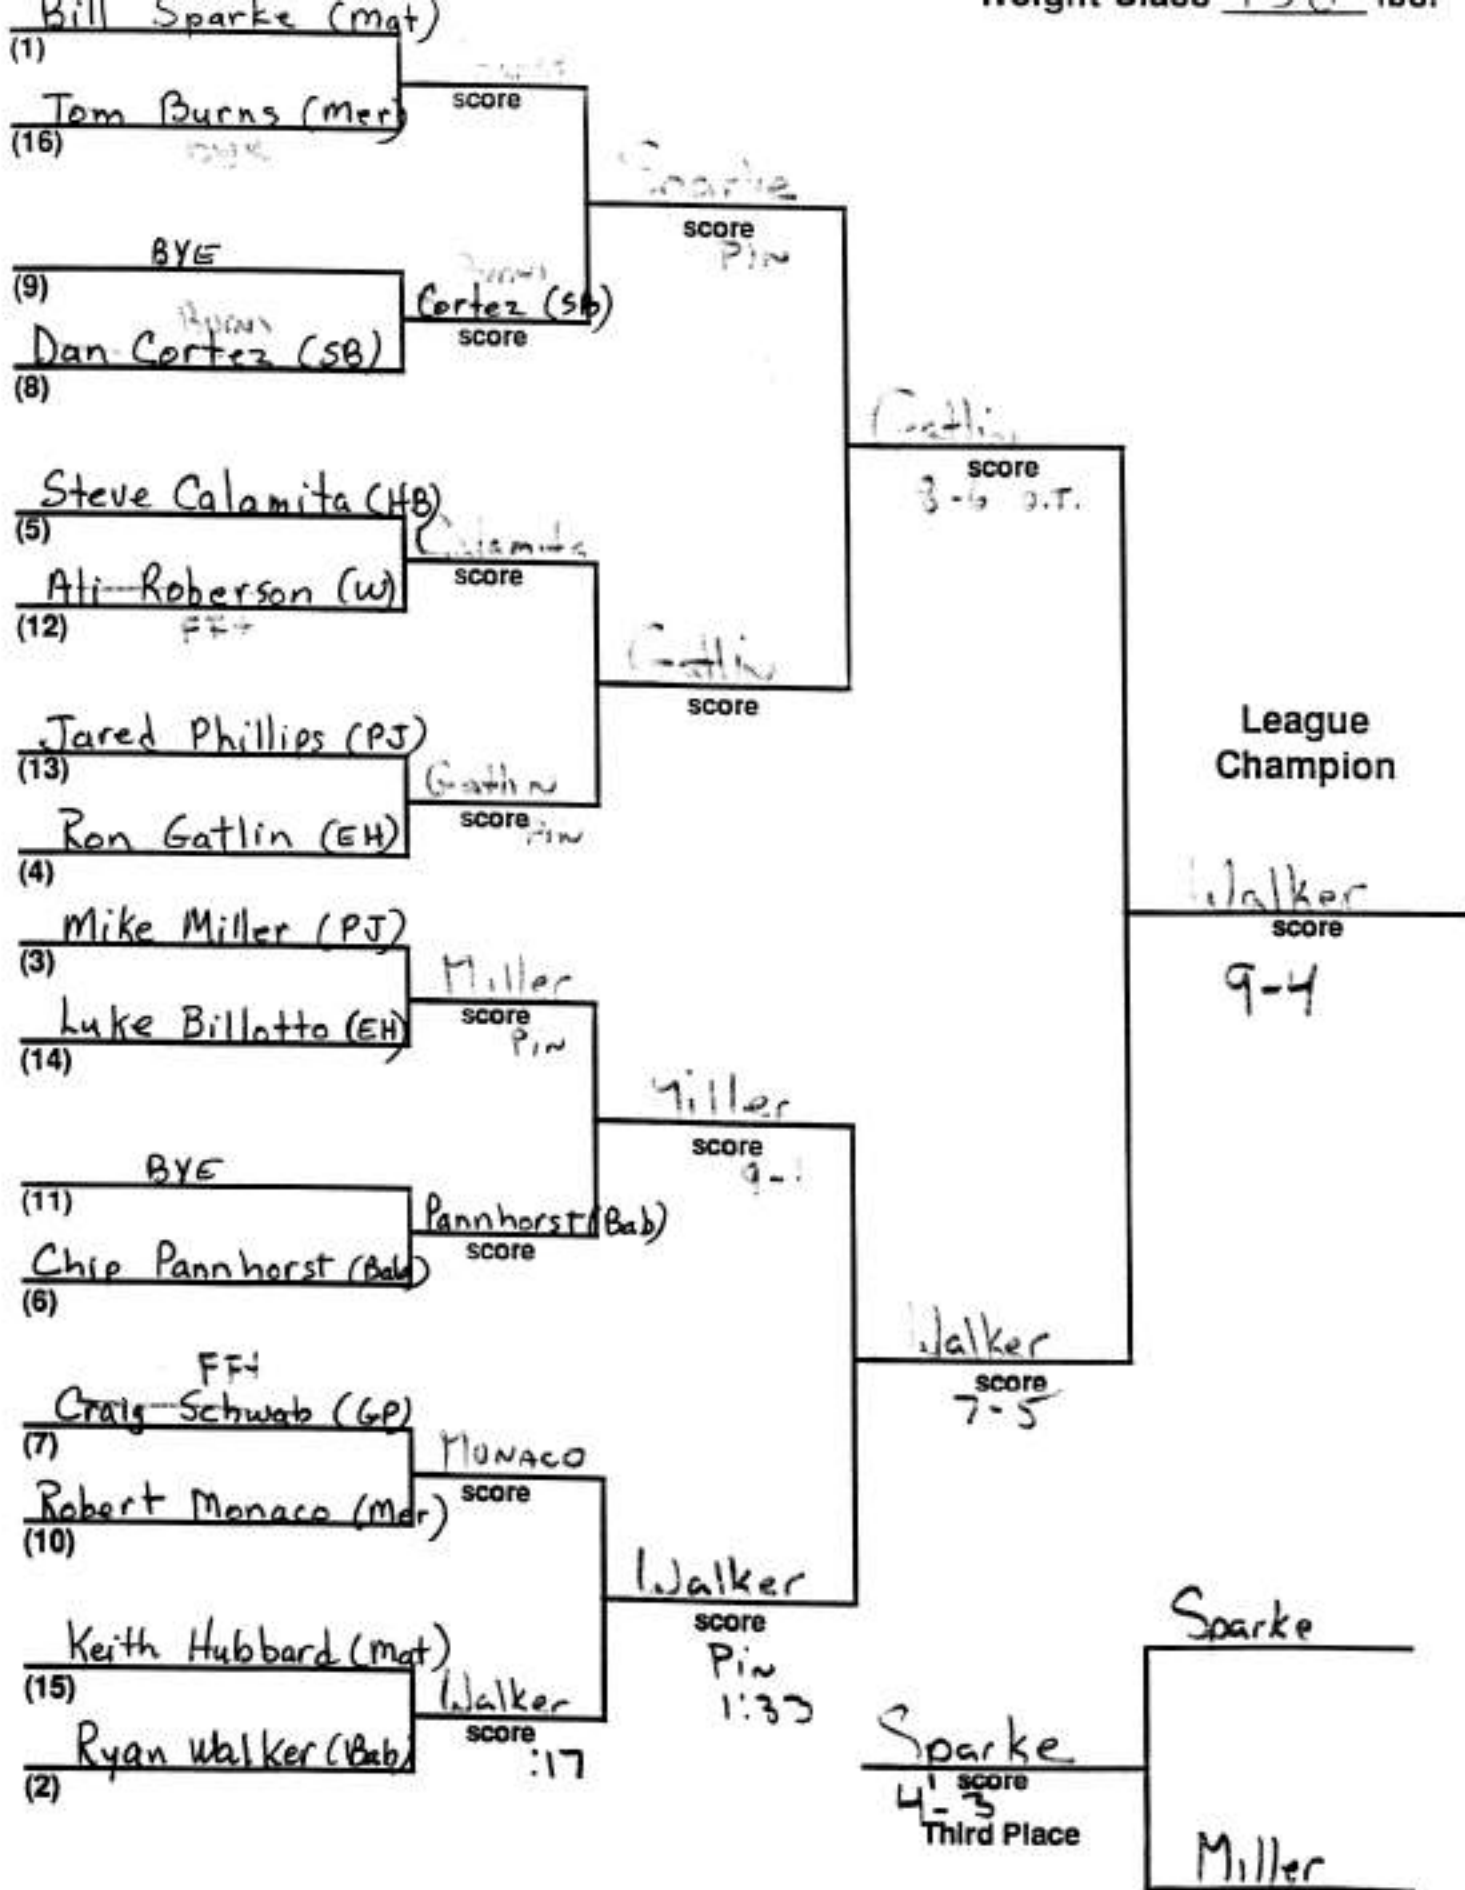 Bill Sparke (Mat)
(1)
score
Tom Burns (Mer)
(16)
Sparke
score
Pin
BYE
(9)
Burns
Cortez (SB)
score
Burns
Dan Cortez (SB)
(8)
Gatlin
score
8-6 O.T.
Steve Calamita (HB)
(5)
Calamita
score
Ali Roberson (W)
(12)
FFt
Gatlin
score
Jared Phillips (PJ)
(13)
Gatlin
score
Pin
Ron Gatlin (EH)
(4)
League
Champion
Walker
score
9-4
Mike Miller (PJ)
(3)
Miller
score
Pin
Luke Billotto (EH)
(14)
Miller
score
BYE
(11)
Pannhorst (Bab)
score
Chip Pannhorst (Bab)
(6)
Walker
score
7-5
FFt
Craig Schwab (GP)
(7)
Monaco
score
Robert Monaco (Mer)
(10)
Walker
score
Pin
1:33
Keith Hubbard (Mat)
(15)
Walker
score
:17
Ryan Walker (Bab)
(2)
Sparke
Sparke
score
4-3
Third Place
Miller